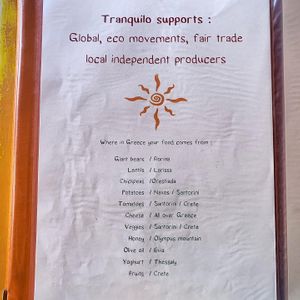 Tranquilo supports :
Global, eco movements, fair trade
local independent producers
Where in Greece your food comes from :
Giant beans / Florina
Lentils / Larissa
Chickpeas /Orestiada
Potatoes / Naxos / Santorini
Tomatoes / Santorini / Crete
Cheese / All over Greece
Veggies / Santorini / Crete
Honey / Olympus mountain
Olive oil / Evia
Yoghurt / Thessaly
Fruits / Crete